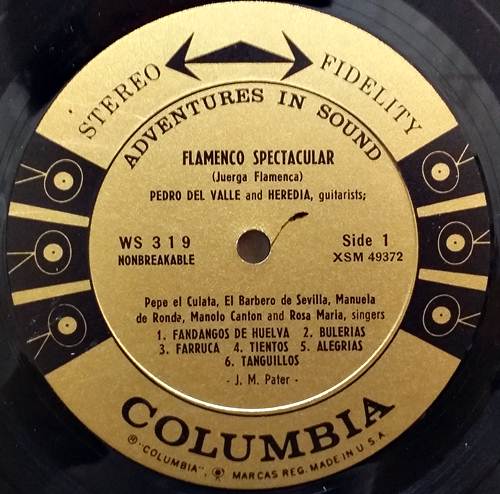 STEREO FIDELITY
ADVENTURES IN SOUND
FLAMENCO SPECTACULAR
(Juerga Flamenca)
PEDRO DEL VALLE and HEREDIA, guitarists;
WS 319
NONBREAKABLE
Side 1
XSM 49372
Pepe el Culata, El Barbero de Sevilla, Manuela
de Ronda, Manolo Canton and Rosa Maria, singers
1. FANDANGOS DE HUELVA 2. BULERIAS
3. FARRUCA 4. TIENTOS 5. ALEGRIAS
6. TANGUILLOS
- J. M. Pater -
COLUMBIA
® "COLUMBIA", MARCAS REG. MADE IN U.S.A.